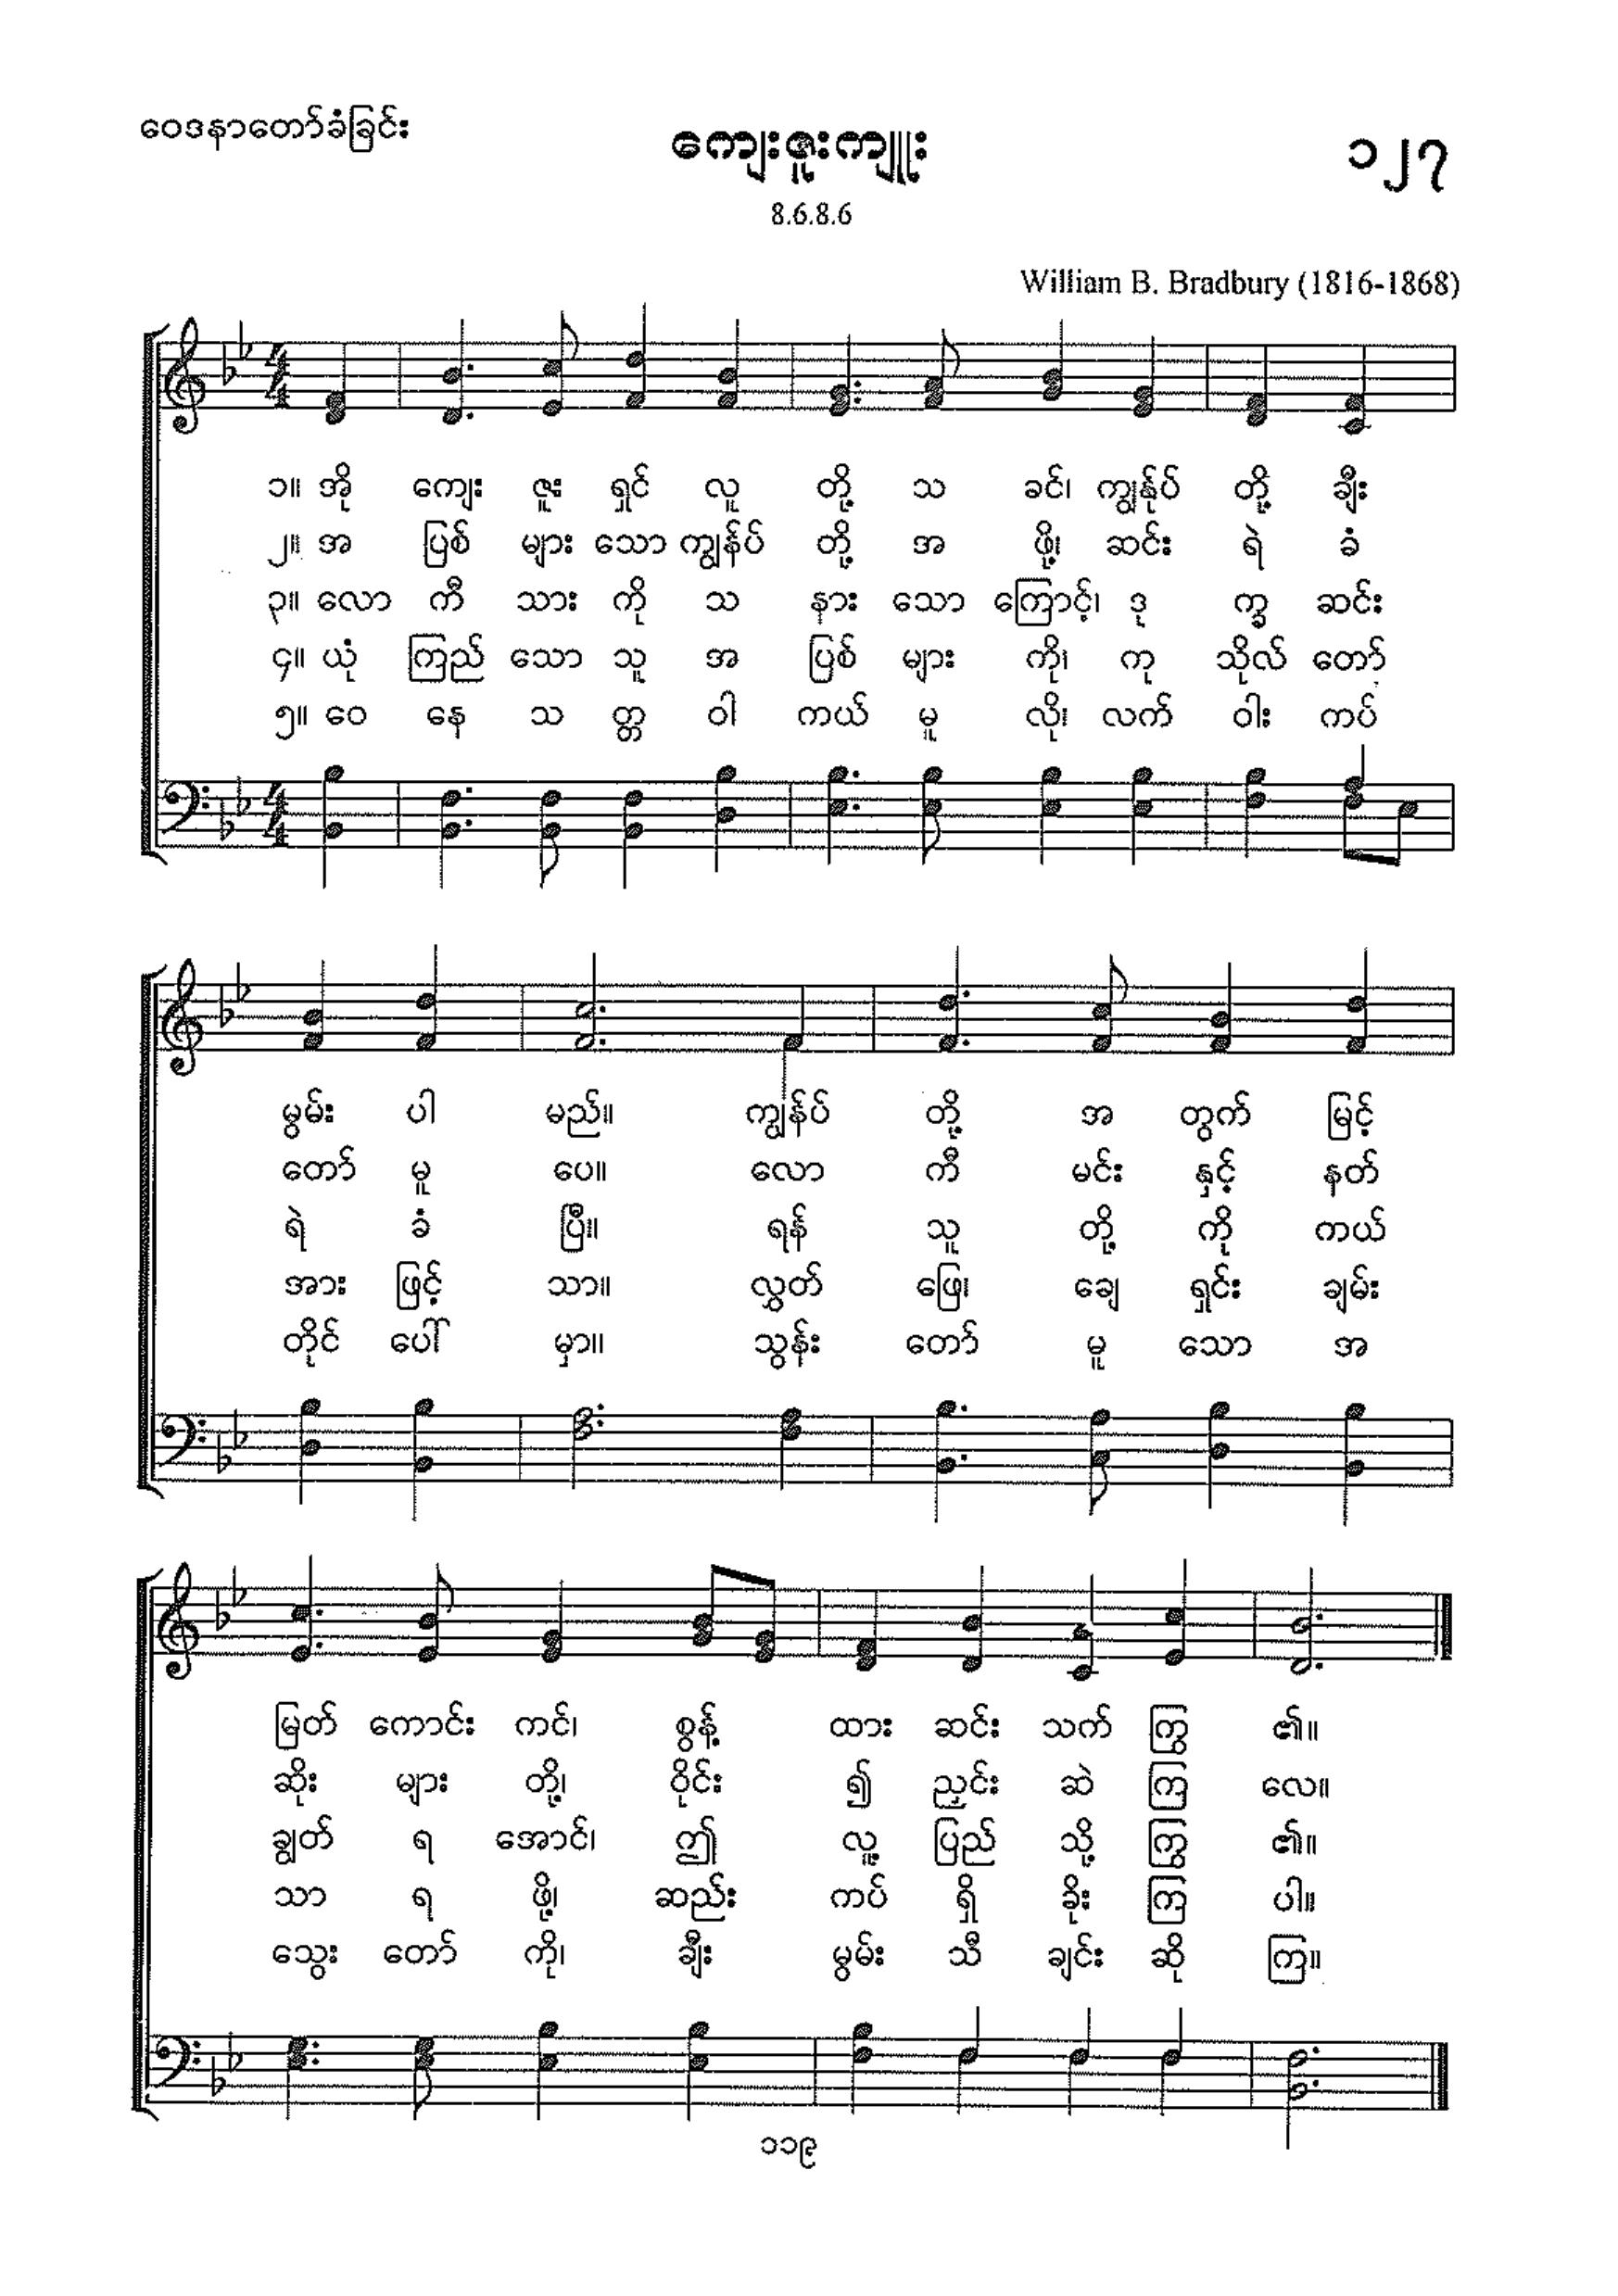 ဝေဒနာတော်ခံခြင်း
ကျေးဇူးကျူး
၁၂၇
8.6.8.6
William B. Bradbury (1816-1868)
၁။ အို ကျေး ဇူး ရှင် လူ တို့ သ ခင်၊ ကျွန်ုပ် တို့ ချီး
၂။ အ ပြစ် များ သော ကျွန်ုပ် တို့ အ ဖို့၊ ဆင်း ရဲ ခံ
၃။ လော ကီ သား ကို သ နား သော ကြောင့်၊ ဒု က္ခ ဆင်း
၄။ ယုံ ကြည် သော သူ အ ပြစ် များ ကို၊ ကု သိုလ် တော်
၅။ ဝေ နေ သ တ္တ ဝါ ကယ် မူ လို၊ လက် ဝါး ကပ်
မွမ်း ပါ မည်။ ကျွန်ုပ် တို့ အ တွက် မြင့်
တော် မူ ပေ။ လော ကီ မင်း နှင့် နတ်
ရဲ ခံ ပြီ။ ရန် သူ တို့ ကို ကယ်
အား ဖြင့် သာ။ လွှတ် ဖြေ၊ ချေ ရှင်း ချမ်း
တိုင် ပေါ် မှာ။ သွန်း တော် မူ သော အ
မြတ် ကောင်း ကင်၊ စွန့် ထား ဆင်း သက် ကြွ ၏။
ဆိုး များ တို့၊ ဝိုင်း ၍ ညှင်း ဆဲ ကြ လေ။
ချွတ် ရ အောင်၊ ဤ လူ့ ပြည် သို့ ကြွ ၏။
သာ ရ ဖို့၊ ဆည်း ကပ် ရှိ ခိုး ကြ ပါ။
သွေး တော် ကို၊ ချီး မွမ်း သီ ချင်း ဆို ကြ။
၁၁၉